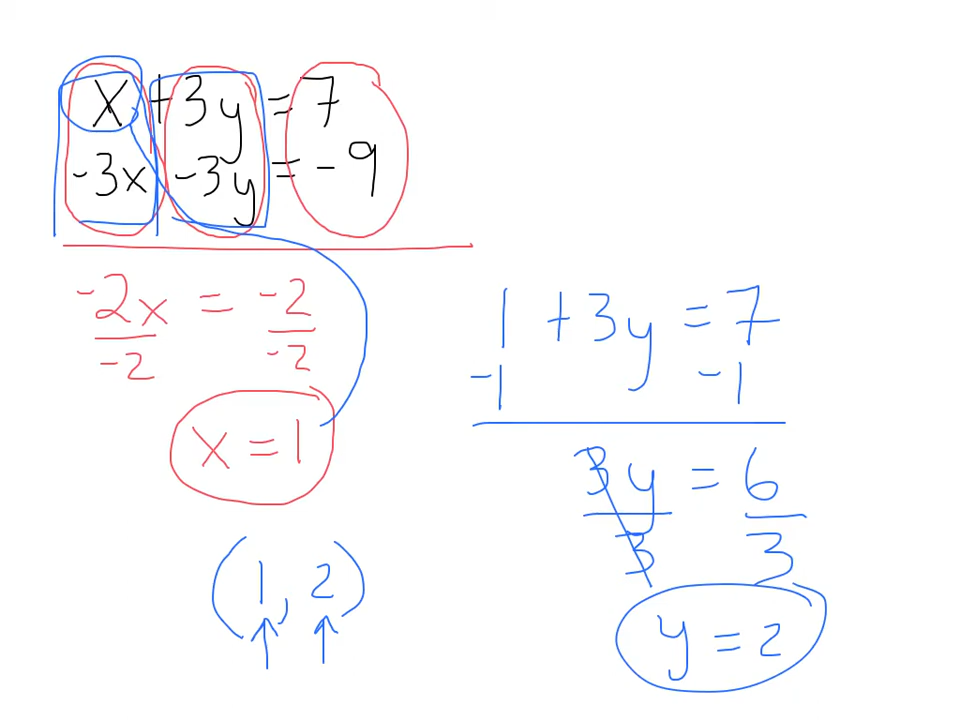 x + 3y = 7
-3x - 3y = -9
-2x = -2
-2 -2
x = 1
(1, 2)
1 + 3y = 7
-1 -1
3y = 6
3 3
y = 2